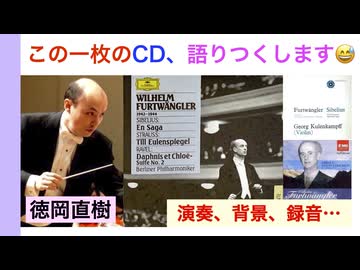 この一枚のCD、語りつくします😅
WILHELM
FURTWÄNGLER
1942-1944
SIBELIUS:
En Saga
STRAUSS:
Till Eulenspiegel
RAVEL:
Daphnis et Chloé-
Suite No. 2
Berliner Philharmoniker
Furtwängler Sibelius
Georg Kulenkampff
(Violin)
EMI
Furtwängler
徳岡直樹
演奏、背景、録音…